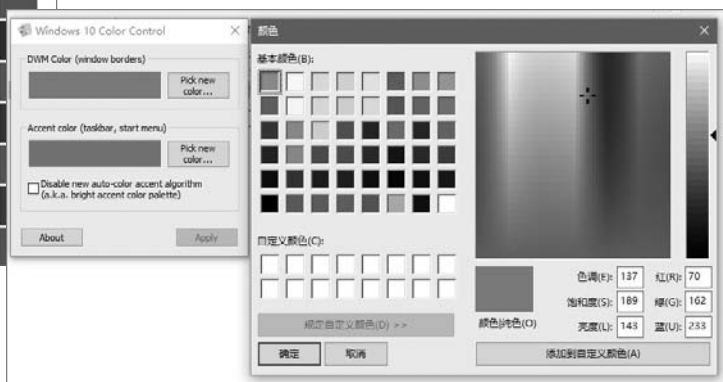 Windows 10 Color Control
DWM Color (window borders)
Pick new
color...
Accent color (taskbar, start menu)
Pick new
color...
Disable new auto-color accent algorithm
(a.k.a. bright accent color palette)
About
Apply
颜色
基本颜色(B):
自定义颜色(C):
规定自定义颜色(D) >>
确定
取消
颜色|纯色(O)
色调(E): 137
红(R): 70
饱和度(S): 189
绿(G): 162
亮度(L): 143
蓝(U): 233
添加到自定义颜色(A)